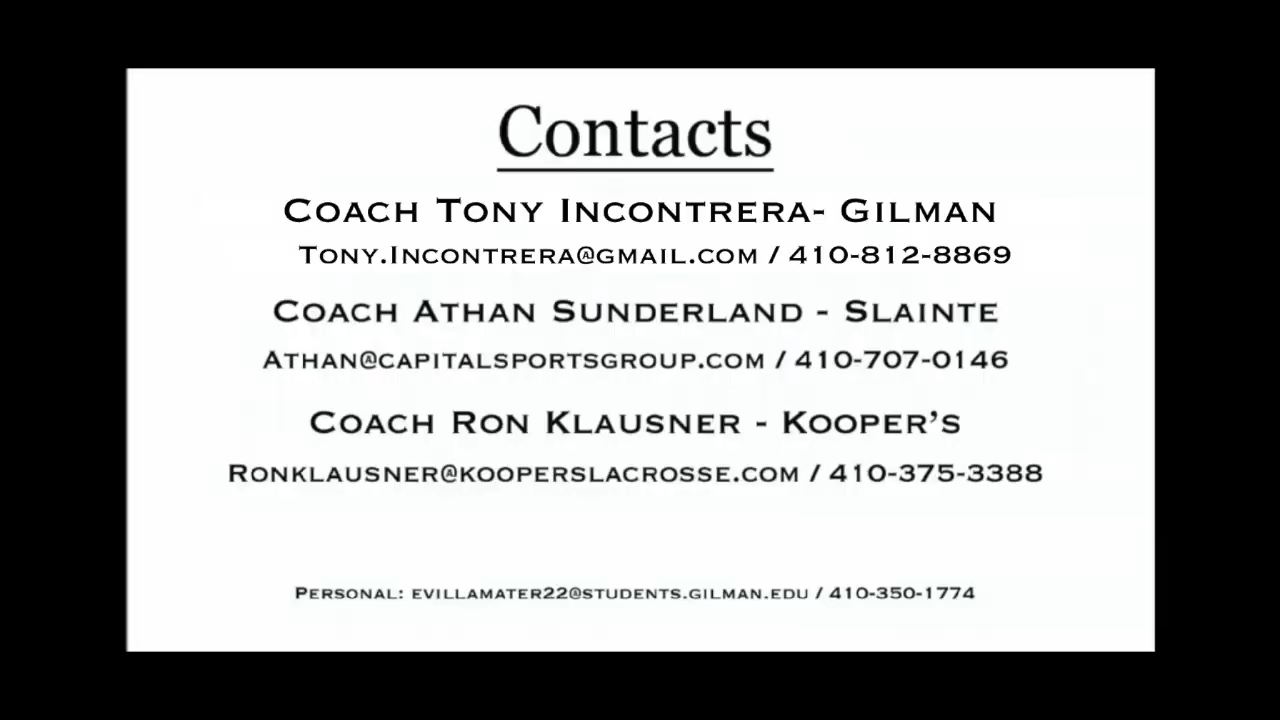 Contacts
Coach Tony Incontrera- Gilman
Tony.Incontrera@gmail.com / 410-812-8869
Coach Athan Sunderland - Slainte
Athan@capitalsportsgroup.com / 410-707-0146
Coach Ron Klausner - Kooper's
Ronklausner@kooperslacrosse.com / 410-375-3388
Personal: evillamater22@students.gilman.edu / 410-350-1774